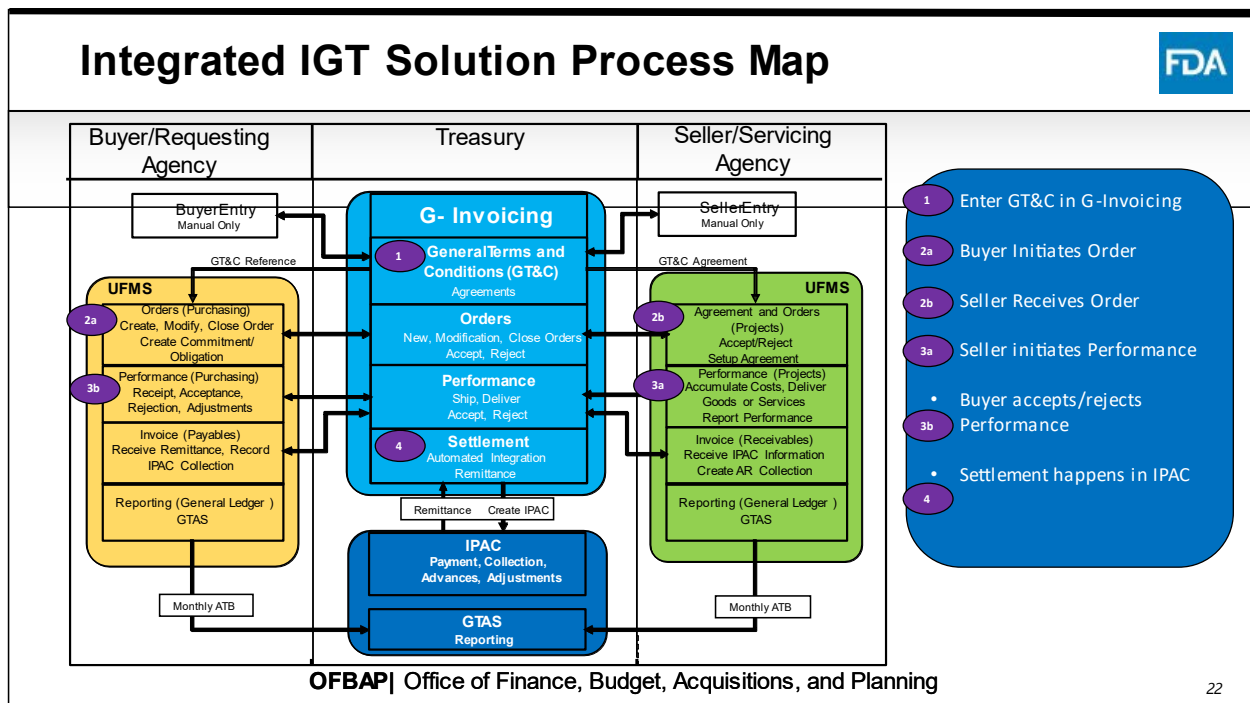 Integrated IGT Solution Process Map
FDA
Buyer/Requesting
Agency
Treasury
Seller/Servicing
Agency
BuyerEntry
Manual Only
G- Invoicing
SellerEntry
Manual Only
1
GeneralTerms and
Conditions (GT&C)
Agreements
GT&C Reference
GT&C Agreement
UFMS
2a
Orders (Purchasing)
Create, Modify, Close Order
Create Commitment/
Obligation
3b
Performance (Purchasing)
Receipt, Acceptance,
Rejection, Adjustments
Invoice (Payables)
Receive Remittance, Record
IPAC Collection
Reporting (General Ledger )
GTAS
Orders
New, Modification, Close Orders
Accept, Reject
Performance
Ship, Deliver
Accept, Reject
4
Settlement
Automated Integration
Remittance
UFMS
2b
Agreement and Orders
(Projects)
Accept/Reject
Setup Agreement
3a
Performance (Projects)
Accumulate Costs, Deliver
Goods or Services
Report Performance
Invoice (Receivables)
Receive IPAC Information
Create AR Collection
Reporting (General Ledger )
GTAS
Remittance
Create IPAC
IPAC
Payment, Collection,
Advances, Adjustments
Monthly ATB
Monthly ATB
GTAS
Reporting
1 Enter GT&C in G-Invoicing
2a Buyer Initiates Order
2b Seller Receives Order
3a Seller initiates Performance
• Buyer accepts/rejects
3b Performance
• Settlement happens in IPAC
4
OFBAP| Office of Finance, Budget, Acquisitions, and Planning
22